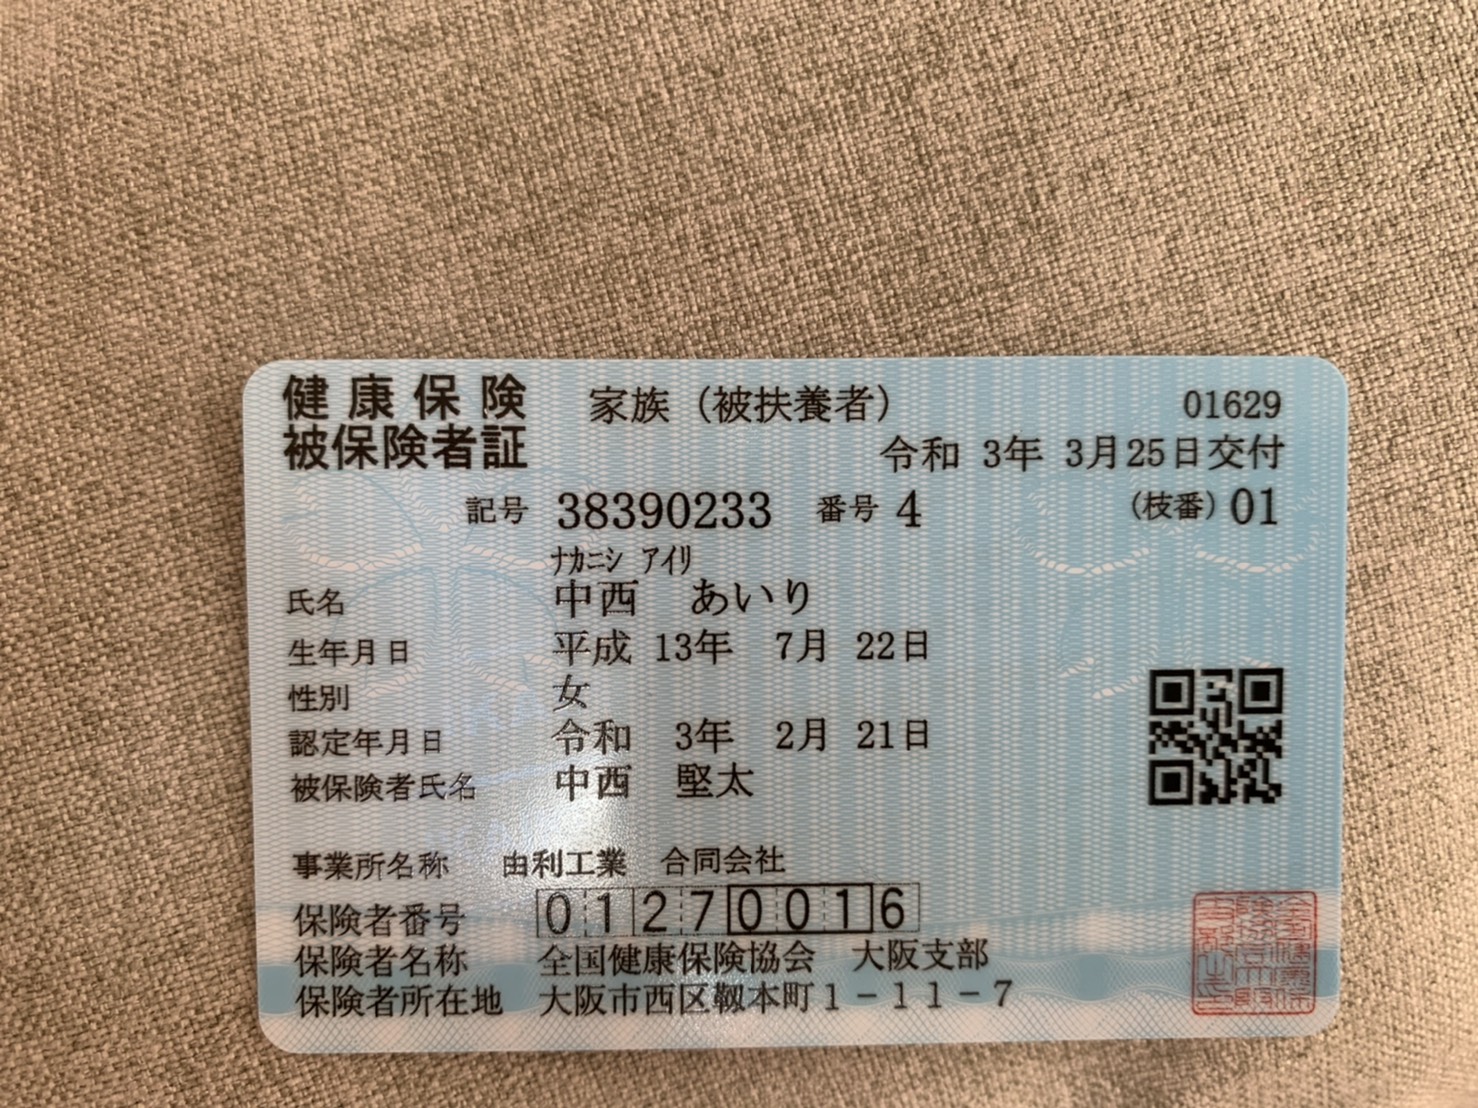 健康保険 家族（被扶養者） 01629
被保険者証 令和 3年 3月25日交付
記号 38390233 番号 4 （枝番）01
ﾅｶﾆｼ ｱｲﾘ
氏名 中西 あいり
生年月日 平成 13年 7月 22日
性別 女
認定年月日 令和 3年 2月 21日
被保険者氏名 中西 堅太
事業所名称 由利工業 合同会社
保険者番号 01270016
保険者名称 全国健康保険協会 大阪支部
保険者所在地 大阪市西区靱本町1－11－7